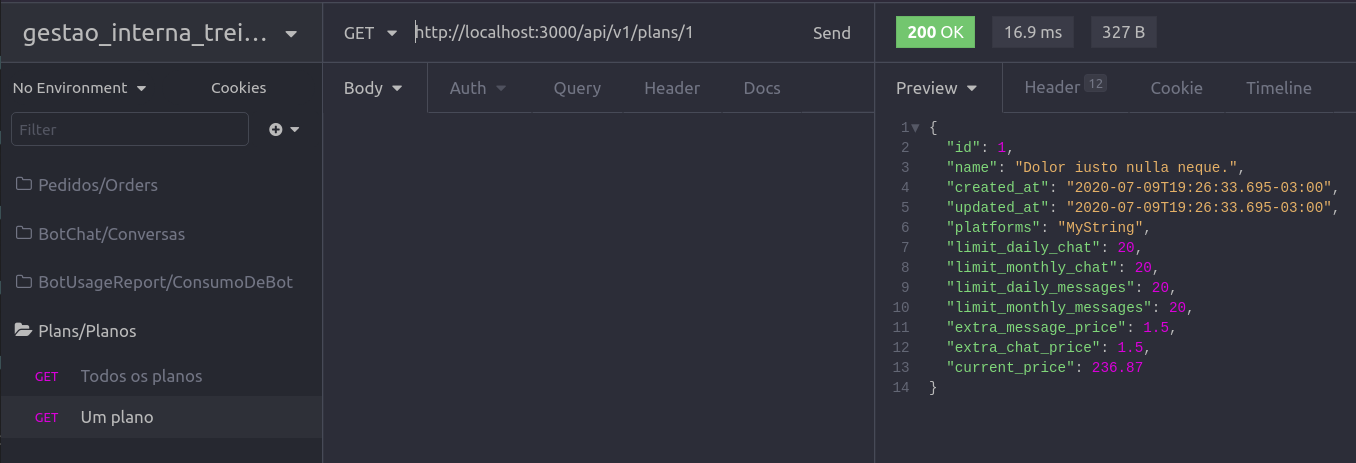 gestao_interna_trei...
GET http://localhost:3000/api/v1/plans/1 Send
200 OK 16.9 ms 327 B
No Environment Cookies
Body Auth Query Header Docs
Preview Header 12 Cookie Timeline
Filter
Pedidos/Orders
BotChat/Conversas
BotUsageReport/ConsumoDeBot
Plans/Planos
GET Todos os planos
GET Um plano
1 {
2 "id": 1,
3 "name": "Dolor iusto nulla neque.",
4 "created_at": "2020-07-09T19:26:33.695-03:00",
5 "updated_at": "2020-07-09T19:26:33.695-03:00",
6 "platforms": "MyString",
7 "limit_daily_chat": 20,
8 "limit_monthly_chat": 20,
9 "limit_daily_messages": 20,
10 "limit_monthly_messages": 20,
11 "extra_message_price": 1.5,
12 "extra_chat_price": 1.5,
13 "current_price": 236.87
14 }